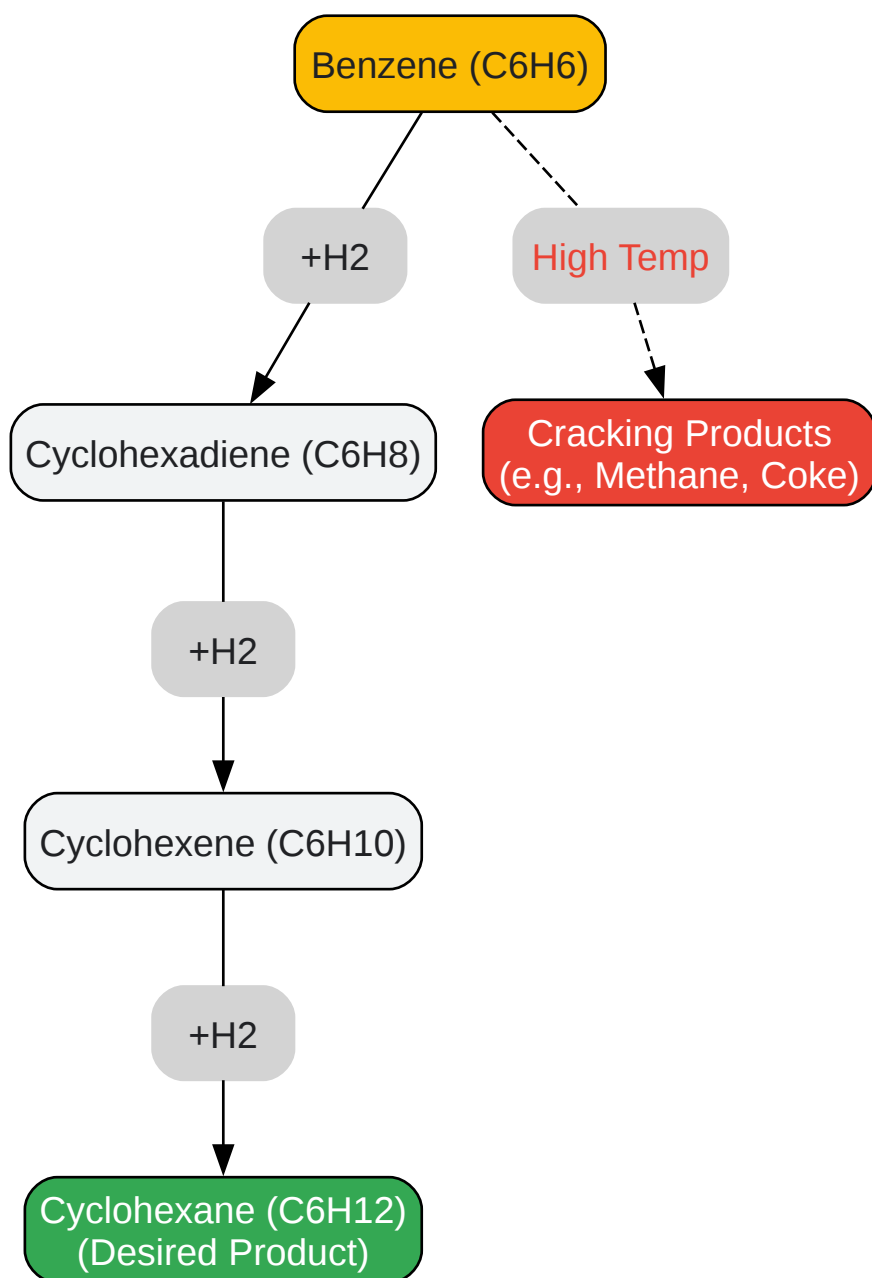 Benzene (C6H6)
+H2
High Temp
Cyclohexadiene (C6H8)
Cracking Products
(e.g., Methane, Coke)
+H2
Cyclohexene (C6H10)
+H2
Cyclohexane (C6H12)
(Desired Product)